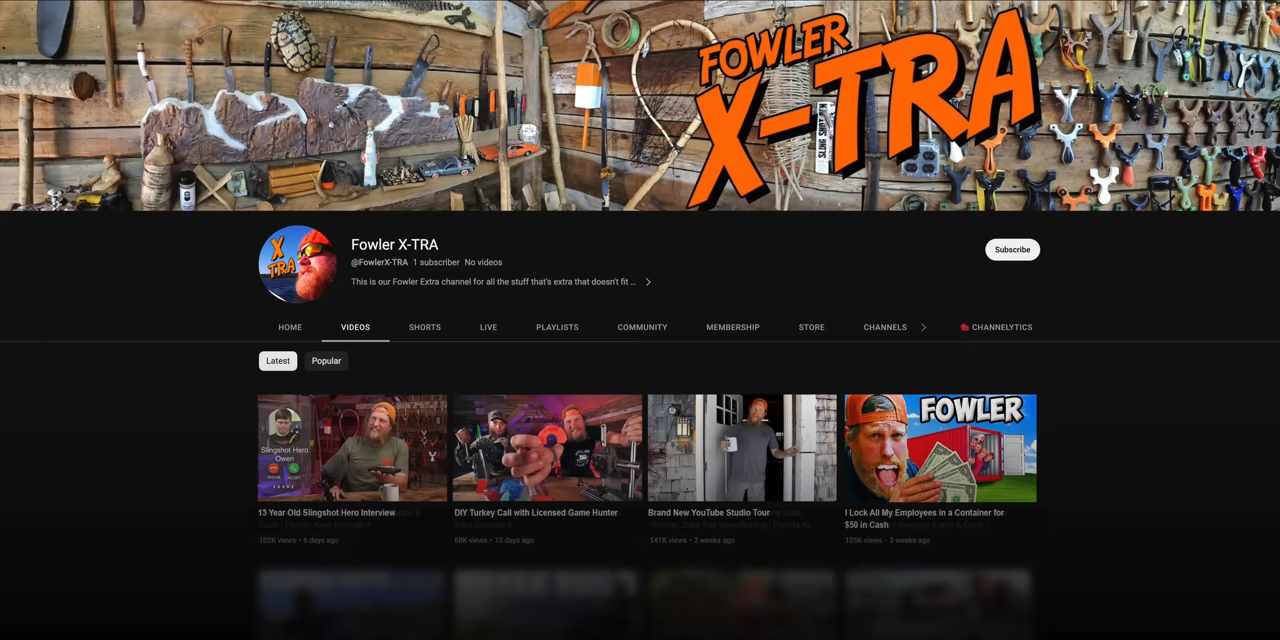 FOWLER
X-TRA
SLING SHOT
X
TRA
Fowler X-TRA
@FowlerX-TRA 1 subscriber No videos
This is our Fowler Extra channel for all the stuff that's extra that doesn't fit ...
Subscribe
HOME VIDEOS SHORTS LIVE PLAYLISTS COMMUNITY MEMBERSHIP STORE CHANNELS CHANNELYTICS
Latest Popular
Slingshot Hero
Owen
FOWLER
13 Year Old Slingshot Hero Interview
102K views • 6 days ago
DIY Turkey Call with Licensed Game Hunter
68K views • 13 days ago
Brand New YouTube Studio Tour
141K views • 2 weeks ago
I Lock All My Employees in a Container for
$50 in Cash
105K views • 3 weeks ago